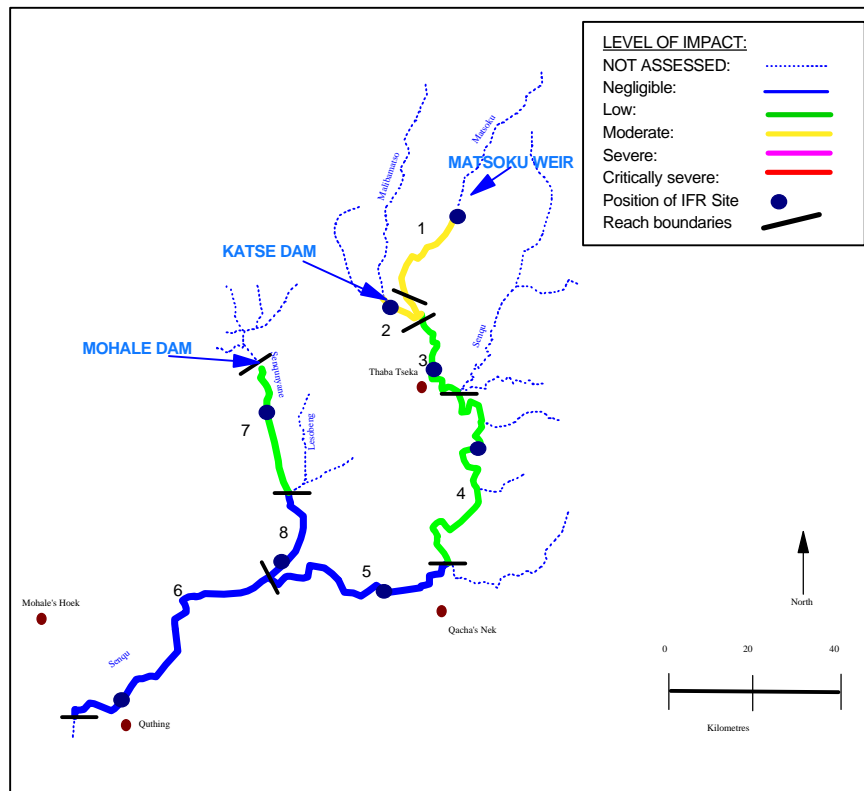 LEVEL OF IMPACT:
NOT ASSESSED:
Negligible:
Low:
Moderate:
Severe:
Critically severe:
Position of IFR Site
Reach boundaries
Matsoku
MATSOKU WEIR
Malibamatso
1
KATSE DAM
2
Senqu
MOHALE DAM
Senqunyane
3
Thaba Tseka
7
Lesobeng
4
8
6
5
Mohale's Hoek
Qacha's Nek
North
Senqu
Quthing
0 20 40
Kilometres